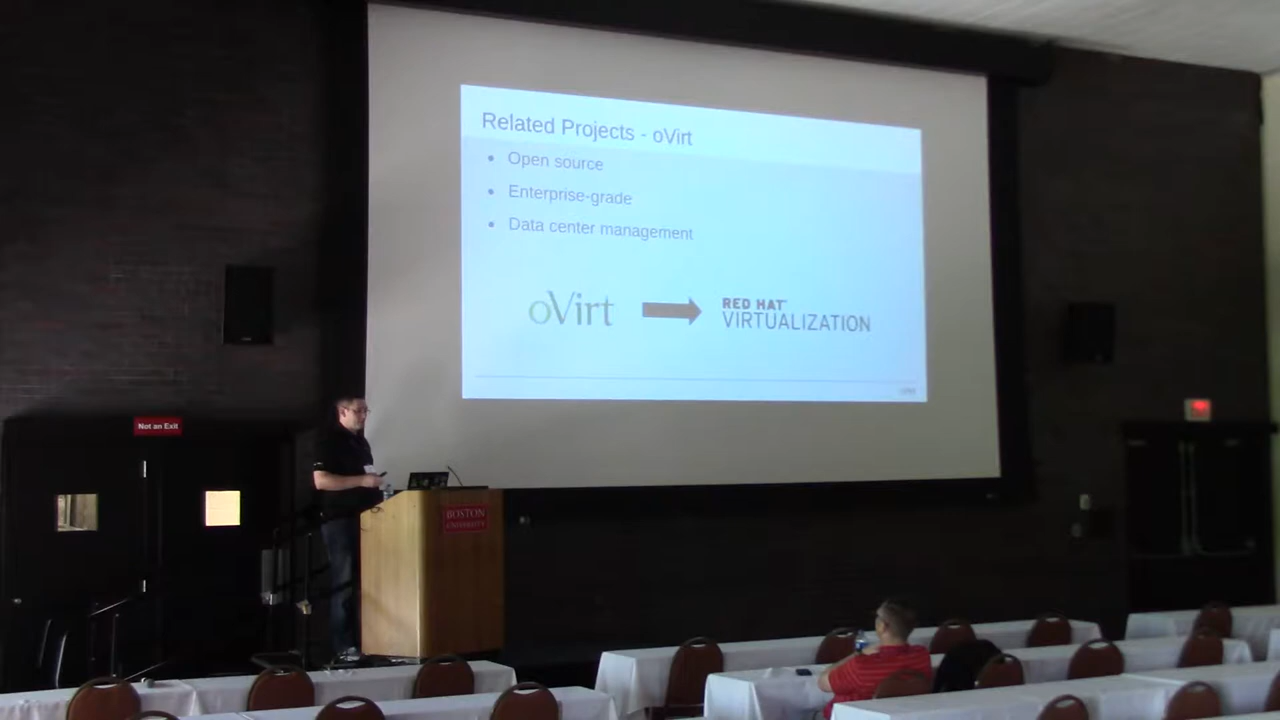 Related Projects - oVirt
• Open source
• Enterprise-grade
• Data center management
oVirt
RED HAT
VIRTUALIZATION
Not an Exit
BOSTON
UNIVERSITY